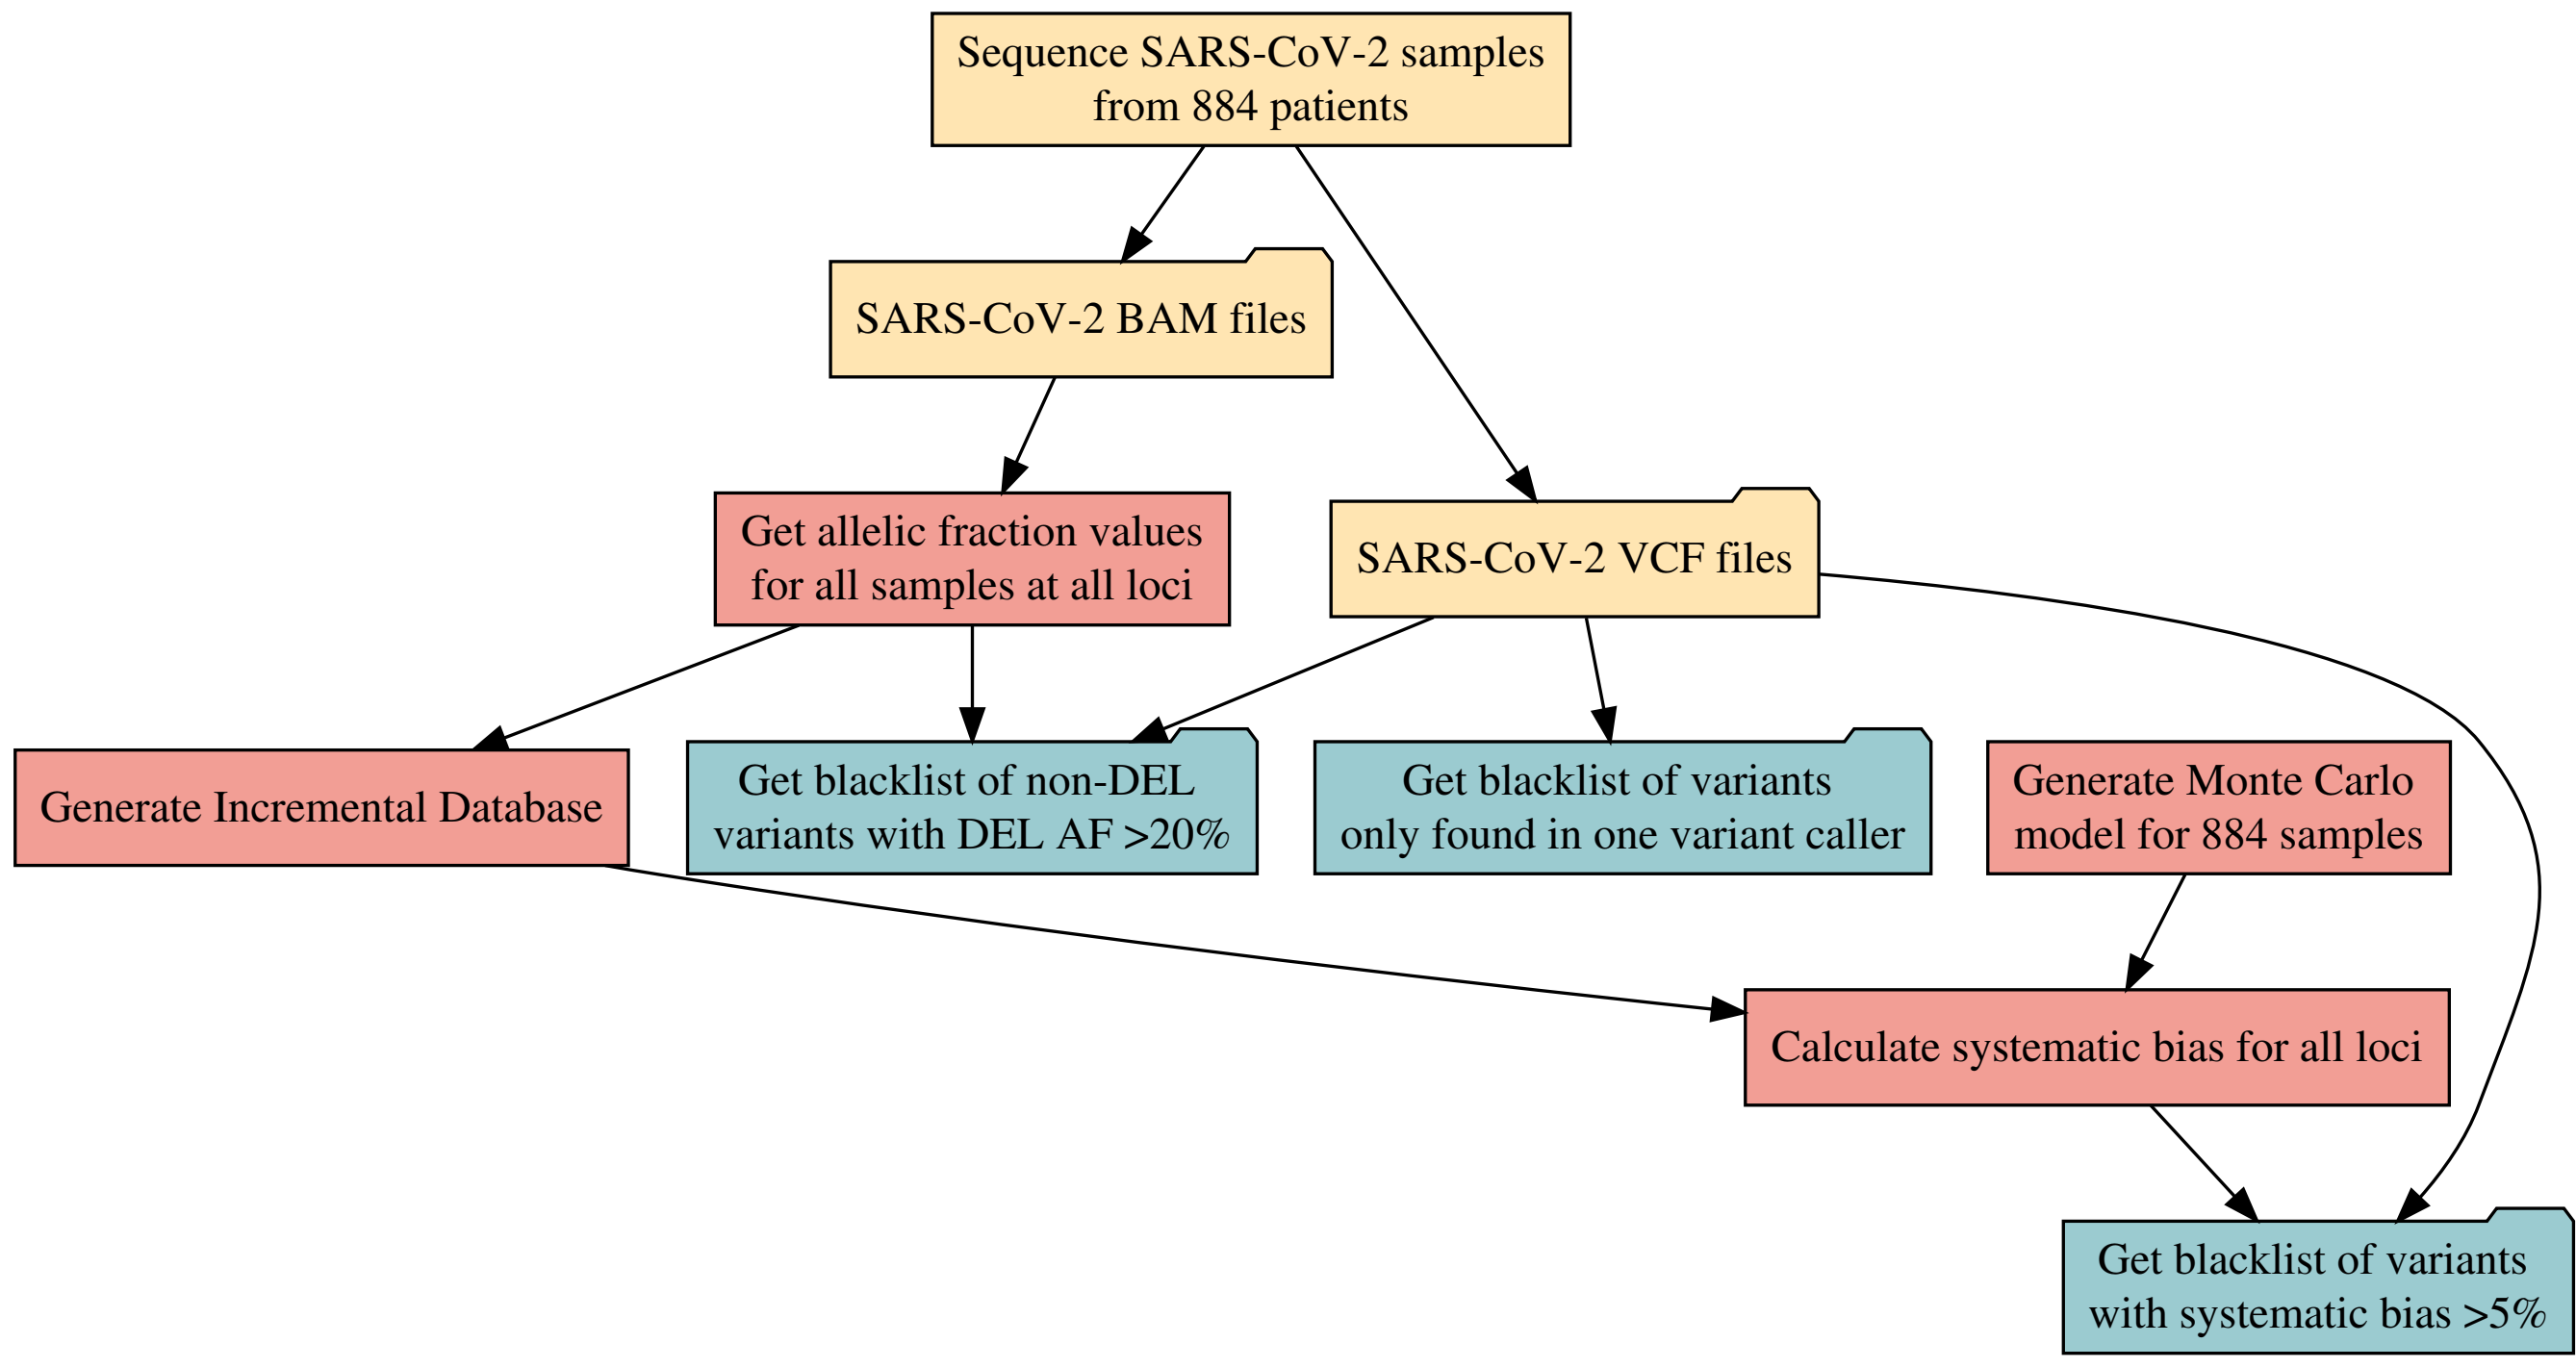 Sequence SARS-CoV-2 samples
from 884 patients
SARS-CoV-2 BAM files
Get allelic fraction values
for all samples at all loci
SARS-CoV-2 VCF files
Generate Incremental Database
Get blacklist of non-DEL
variants with DEL AF >20%
Get blacklist of variants
only found in one variant caller
Generate Monte Carlo
model for 884 samples
Calculate systematic bias for all loci
Get blacklist of variants
with systematic bias >5%